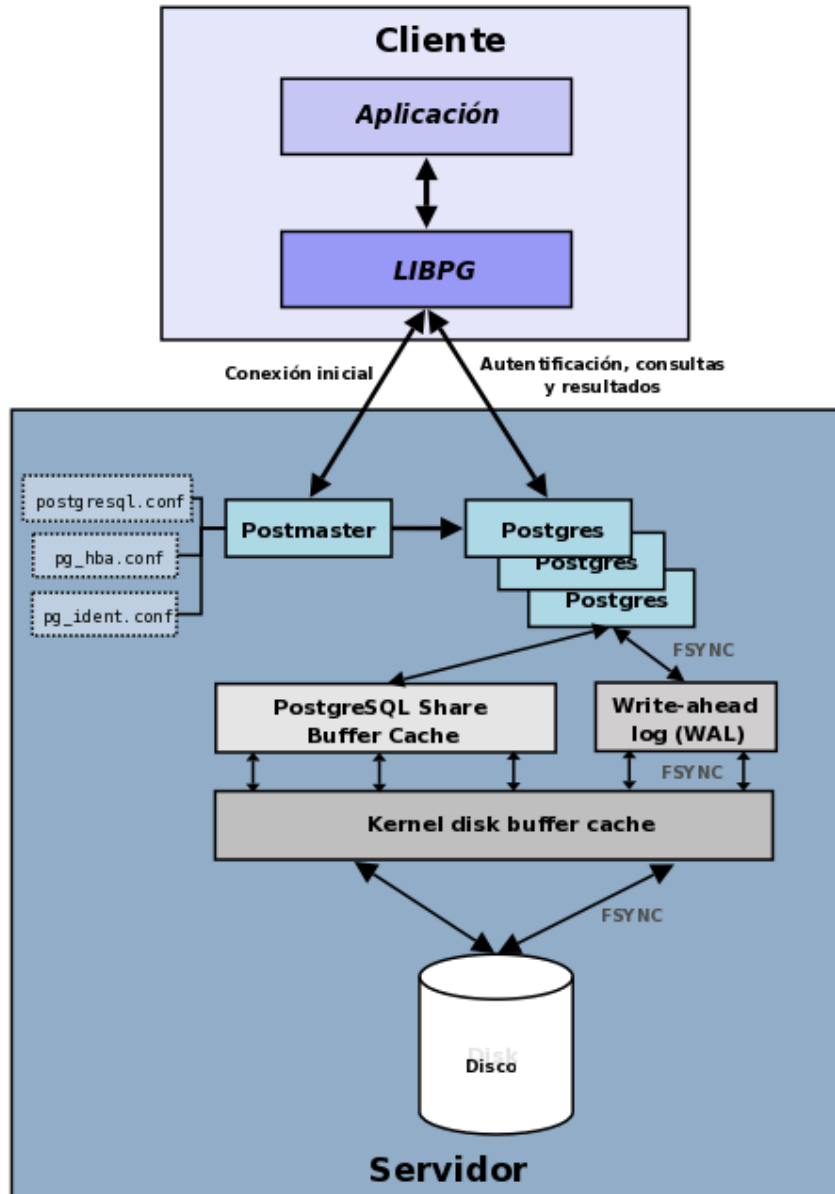 Cliente
Aplicación
LIBPG
Conexión inicial
Autentificación, consultas
y resultados
postgresql.conf
pg_hba.conf
pg_ident.conf
Postmaster
Postgres
Postgres
Postgres
FSYNC
PostgreSQL Share
Buffer Cache
Write-ahead
log (WAL)
FSYNC
Kernel disk buffer cache
FSYNC
Disk
Disco
Servidor